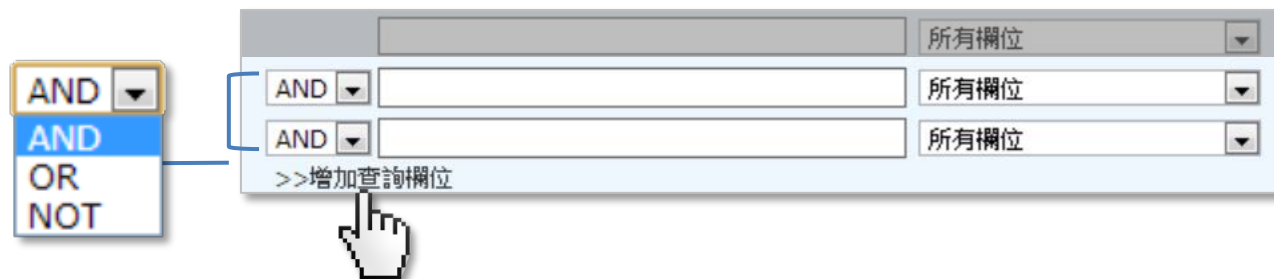 AND
AND
OR
NOT
所有欄位
AND 所有欄位
AND 所有欄位
>>增加查詢欄位